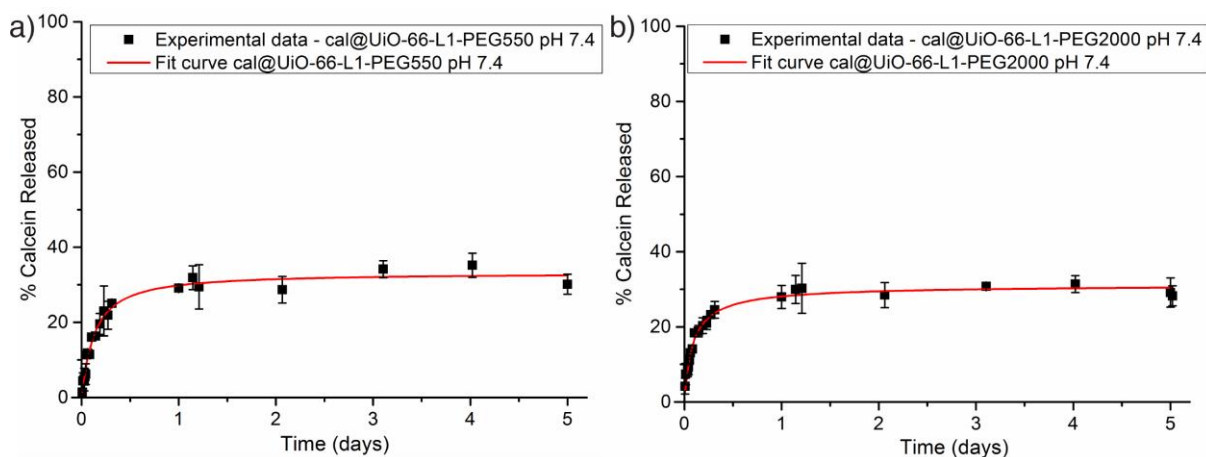 a)
Experimental data - cal@UiO-66-L1-PEG550 pH 7.4
Fit curve cal@UiO-66-L1-PEG550 pH 7.4
% Calcein Released
100
80
60
40
20
0
0 1 2 3 4 5
Time (days)
b)
Experimental data - cal@UiO-66-L1-PEG2000 pH 7.4
Fit curve cal@UiO-66-L1-PEG2000 pH 7.4
% Calcein Released
100
80
60
40
20
0
0 1 2 3 4 5
Time (days)